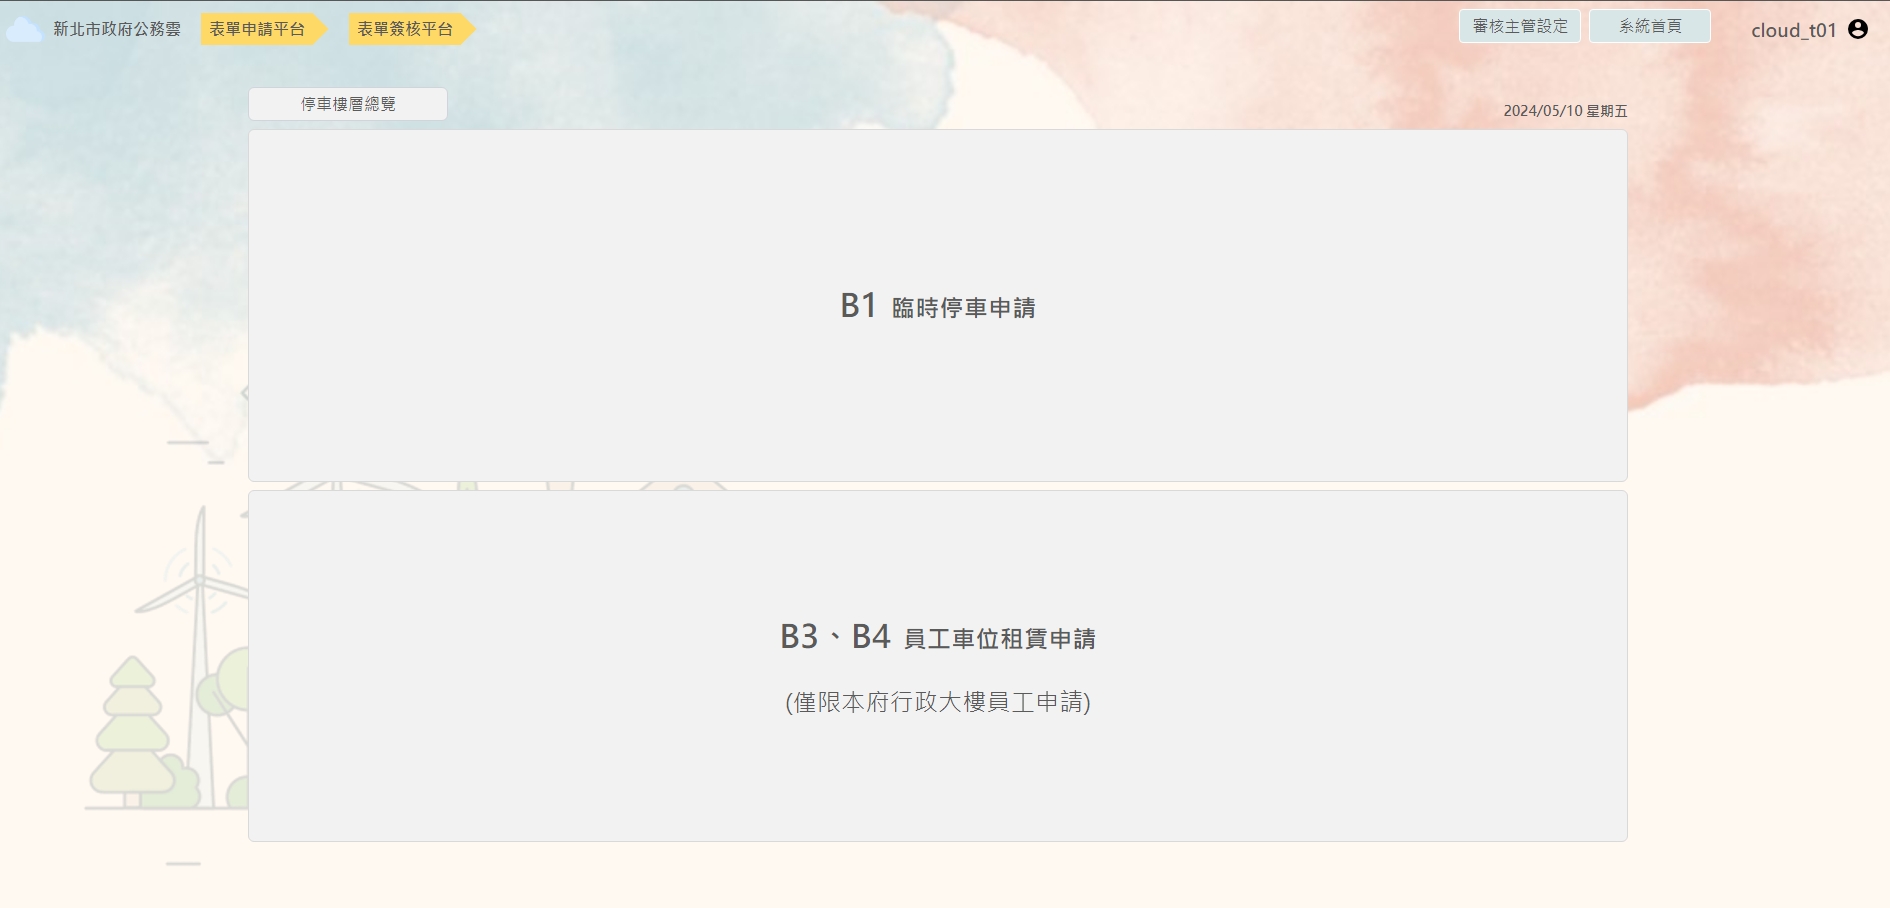 新北市政府公務雲 表單申請平台 表單簽核平台 審核主管設定 系統首頁 cloud_t01
停車樓層總覽 2024/05/10 星期五
B1 臨時停車申請
B3、B4 員工車位租賃申請
(僅限本府行政大樓員工申請)